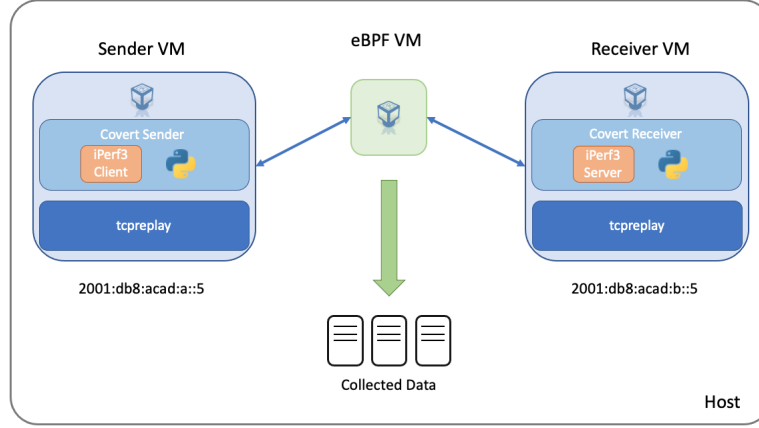 Sender VM
eBPF VM
Receiver VM
Covert Sender
iPerf3
Client
Covert Receiver
iPerf3
Server
tcpreplay
tcpreplay
2001:db8:acad:a::5
2001:db8:acad:b::5
Collected Data
Host